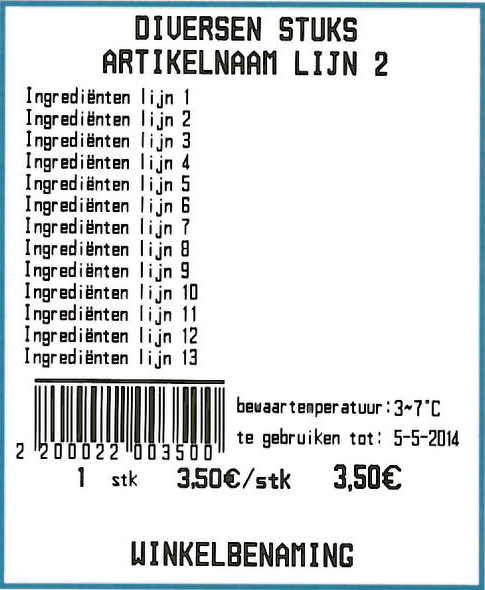 DIVERSEN STUKS
ARTIKELNAAM LIJN 2
Ingrediënten lijn 1
Ingrediënten lijn 2
Ingrediënten lijn 3
Ingrediënten lijn 4
Ingrediënten lijn 5
Ingrediënten lijn 6
Ingrediënten lijn 7
Ingrediënten lijn 8
Ingrediënten lijn 9
Ingrediënten lijn 10
Ingrediënten lijn 11
Ingrediënten lijn 12
Ingrediënten lijn 13
bewaartemperatuur:3~7°C
te gebruiken tot: 5-5-2014
2 200022 003500
1 stk 3,50€/stk 3,50€
WINKELBENAMING